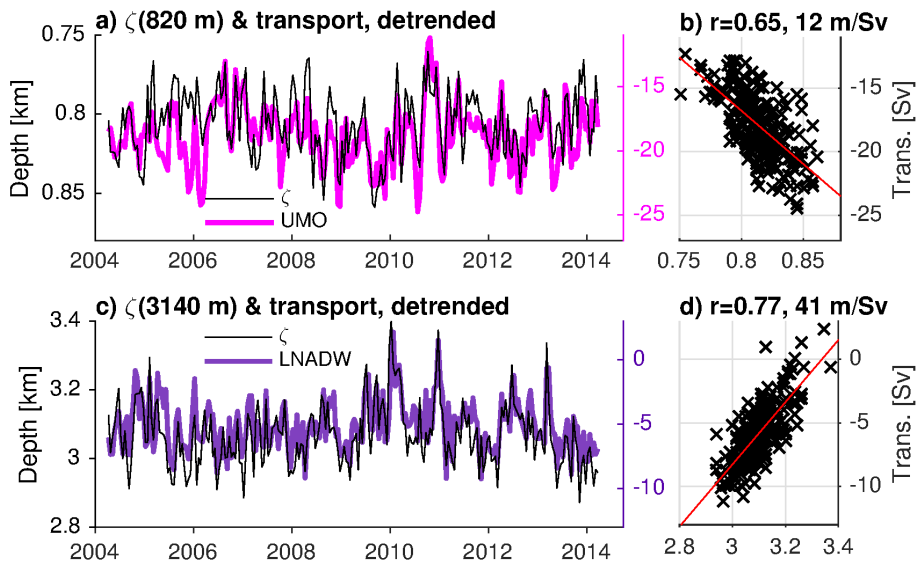 a) ζ(820 m) & transport, detrended
b) r=0.65, 12 m/Sv
0.75
0.8
0.85
Depth [km]
ζ
UMO
-15
-20
-25
2004 2006 2008 2010 2012 2014
-15
-20
-25
Trans. [Sv]
0.75 0.8 0.85
c) ζ(3140 m) & transport, detrended
d) r=0.77, 41 m/Sv
3.4
3.2
3
2.8
Depth [km]
ζ
LNADW
0
-5
-10
2004 2006 2008 2010 2012 2014
0
-5
-10
Trans. [Sv]
2.8 3 3.2 3.4